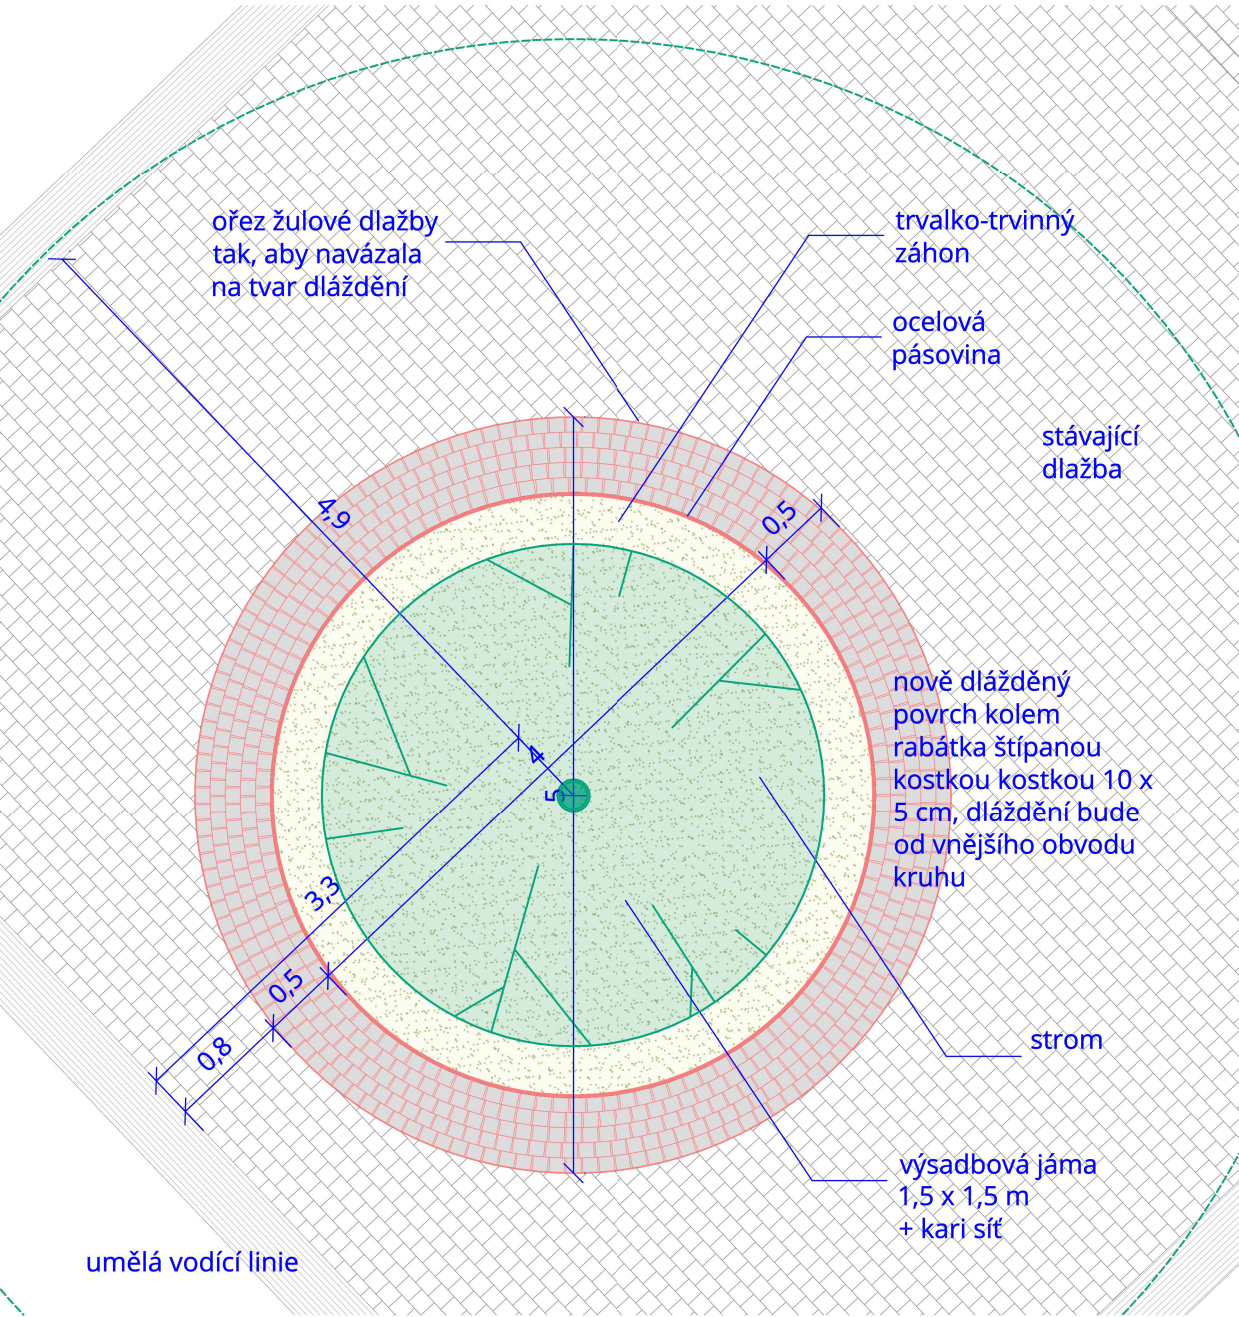 ořez žulové dlažby
tak, aby navázala
na tvar dláždění
trvalko-trvinný
záhon
ocelová
pásovina
stávající
dlažba
4,9
0,5
4
5
nově dlážděný
povrch kolem
rabátka štípanou
kostkou kostkou 10 x
5 cm, dláždění bude
od vnějšího obvodu
kruhu
3,3
0,5
0,8
strom
výsadbová jáma
1,5 x 1,5 m
+ kari síť
umělá vodící linie